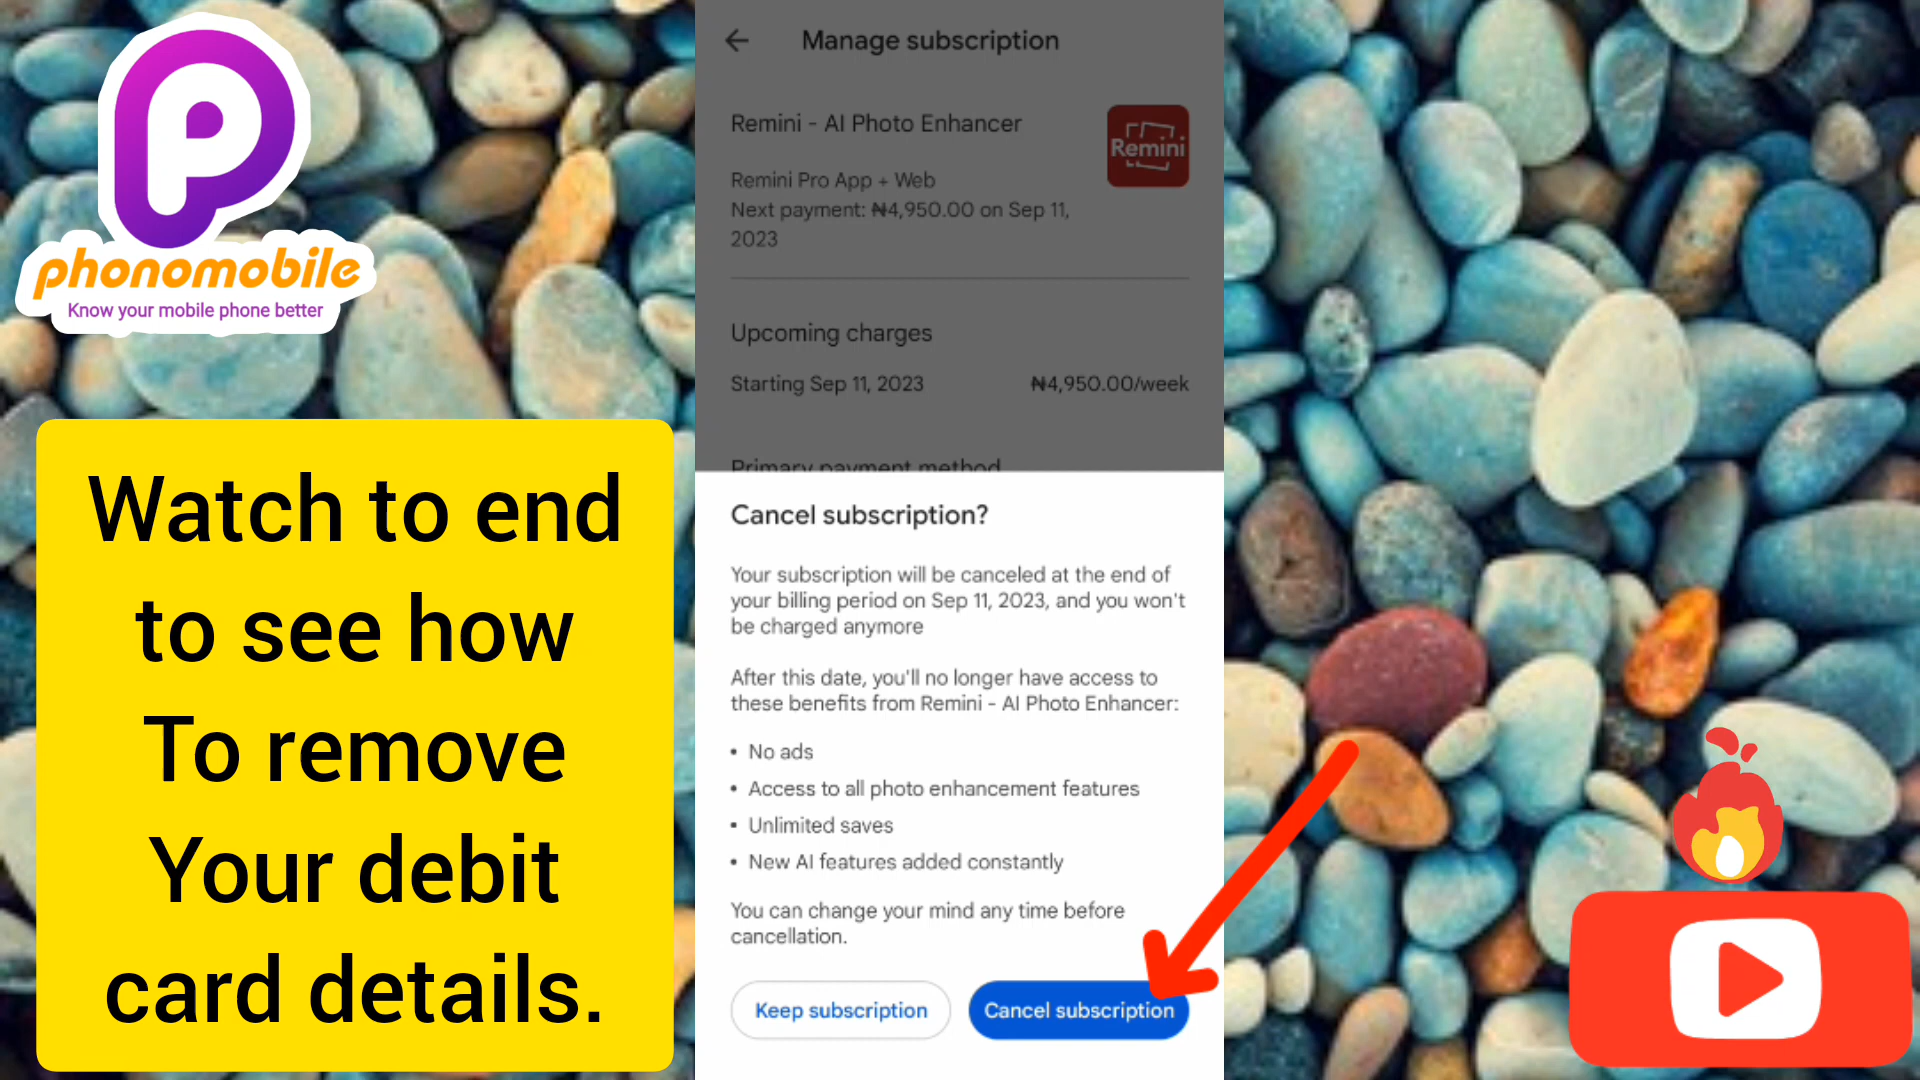 phonomobile
Know your mobile phone better
Watch to end
to see how
To remove
Your debit
card details.
Manage subscription
Remini - AI Photo Enhancer
Remini
Remini Pro App + Web
Next payment: ₦4,950.00 on Sep 11,
2023
Upcoming charges
Starting Sep 11, 2023 ₦4,950.00/week
Primary payment method
Cancel subscription?
Your subscription will be canceled at the end of
your billing period on Sep 11, 2023, and you won't
be charged anymore
After this date, you'll no longer have access to
these benefits from Remini - AI Photo Enhancer:
• No ads
• Access to all photo enhancement features
• Unlimited saves
• New AI features added constantly
You can change your mind any time before
cancellation.
Keep subscription Cancel subscription